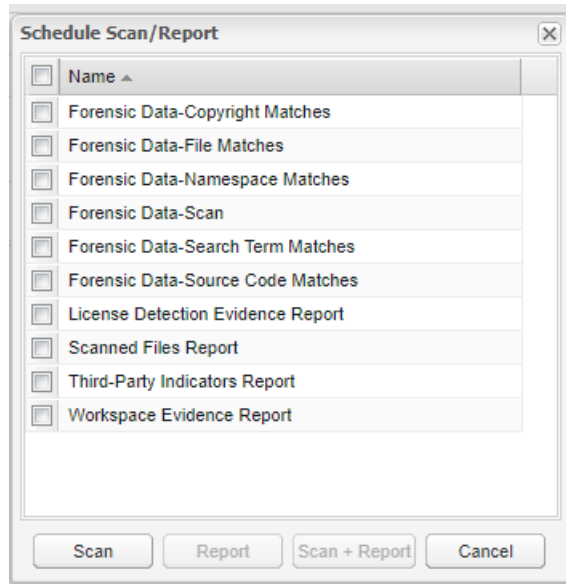 Schedule Scan/Report
Name
Forensic Data-Copyright Matches
Forensic Data-File Matches
Forensic Data-Namespace Matches
Forensic Data-Scan
Forensic Data-Search Term Matches
Forensic Data-Source Code Matches
License Detection Evidence Report
Scanned Files Report
Third-Party Indicators Report
Workspace Evidence Report
Scan Report Scan + Report Cancel